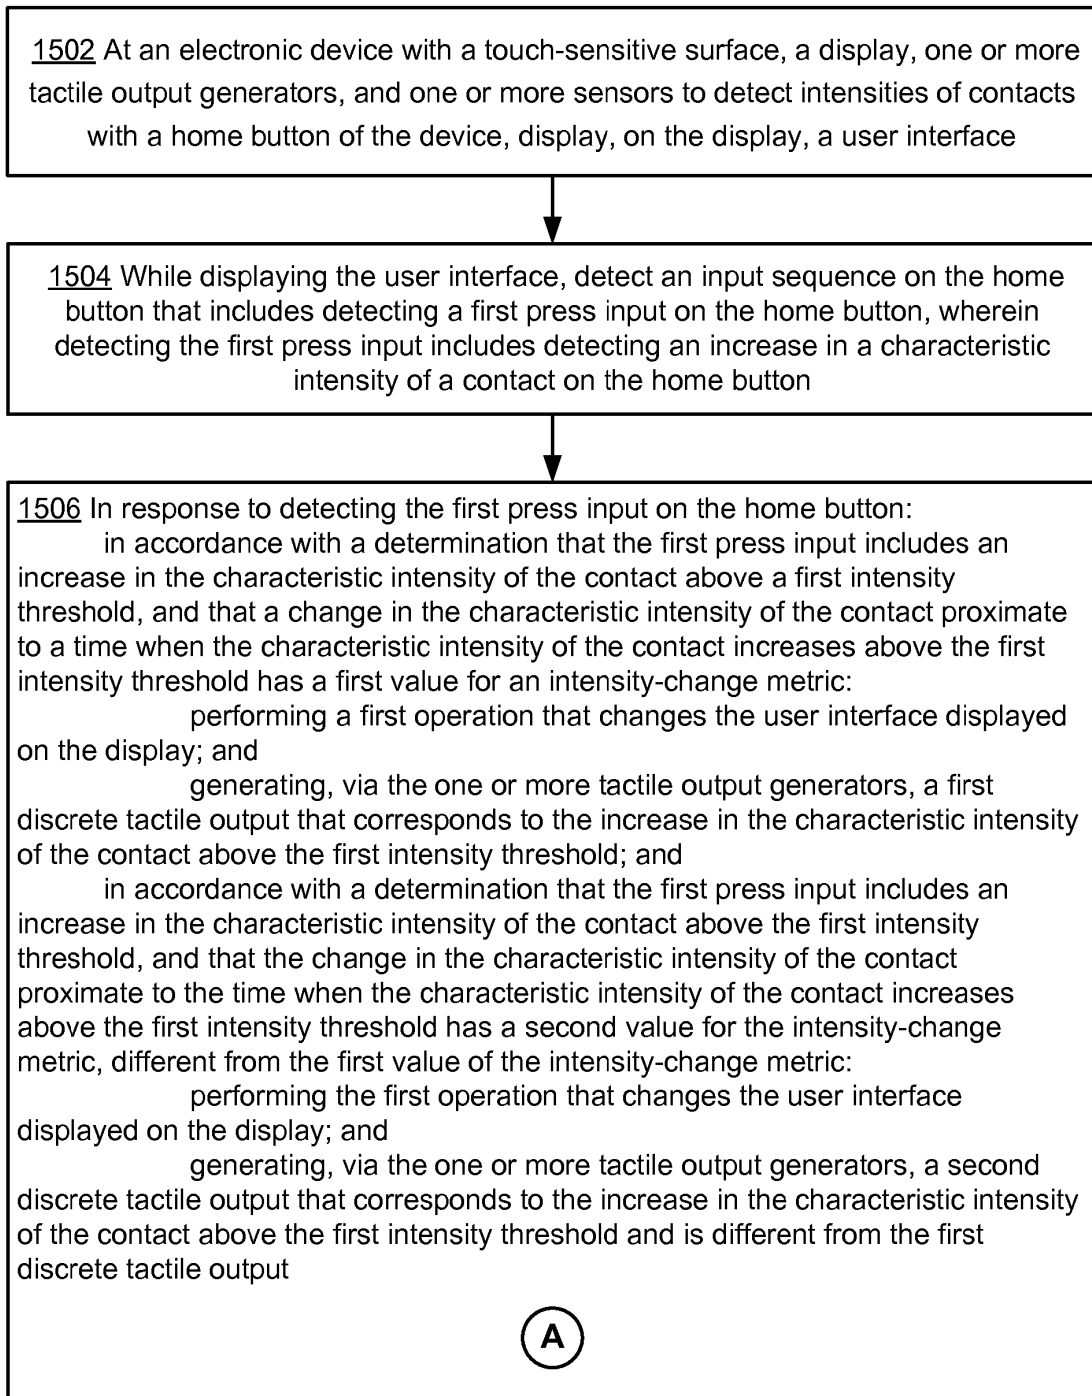 1502 At an electronic device with a touch-sensitive surface, a display, one or more
tactile output generators, and one or more sensors to detect intensities of contacts
with a home button of the device, display, on the display, a user interface
1504 While displaying the user interface, detect an input sequence on the home
button that includes detecting a first press input on the home button, wherein
detecting the first press input includes detecting an increase in a characteristic
intensity of a contact on the home button
1506 In response to detecting the first press input on the home button:
in accordance with a determination that the first press input includes an
increase in the characteristic intensity of the contact above a first intensity
threshold, and that a change in the characteristic intensity of the contact proximate
to a time when the characteristic intensity of the contact increases above the first
intensity threshold has a first value for an intensity-change metric:
performing a first operation that changes the user interface displayed
on the display; and
generating, via the one or more tactile output generators, a first
discrete tactile output that corresponds to the increase in the characteristic intensity
of the contact above the first intensity threshold; and
in accordance with a determination that the first press input includes an
increase in the characteristic intensity of the contact above the first intensity
threshold, and that the change in the characteristic intensity of the contact
proximate to the time when the characteristic intensity of the contact increases
above the first intensity threshold has a second value for the intensity-change
metric, different from the first value of the intensity-change metric:
performing the first operation that changes the user interface
displayed on the display; and
generating, via the one or more tactile output generators, a second
discrete tactile output that corresponds to the increase in the characteristic intensity
of the contact above the first intensity threshold and is different from the first
discrete tactile output
A